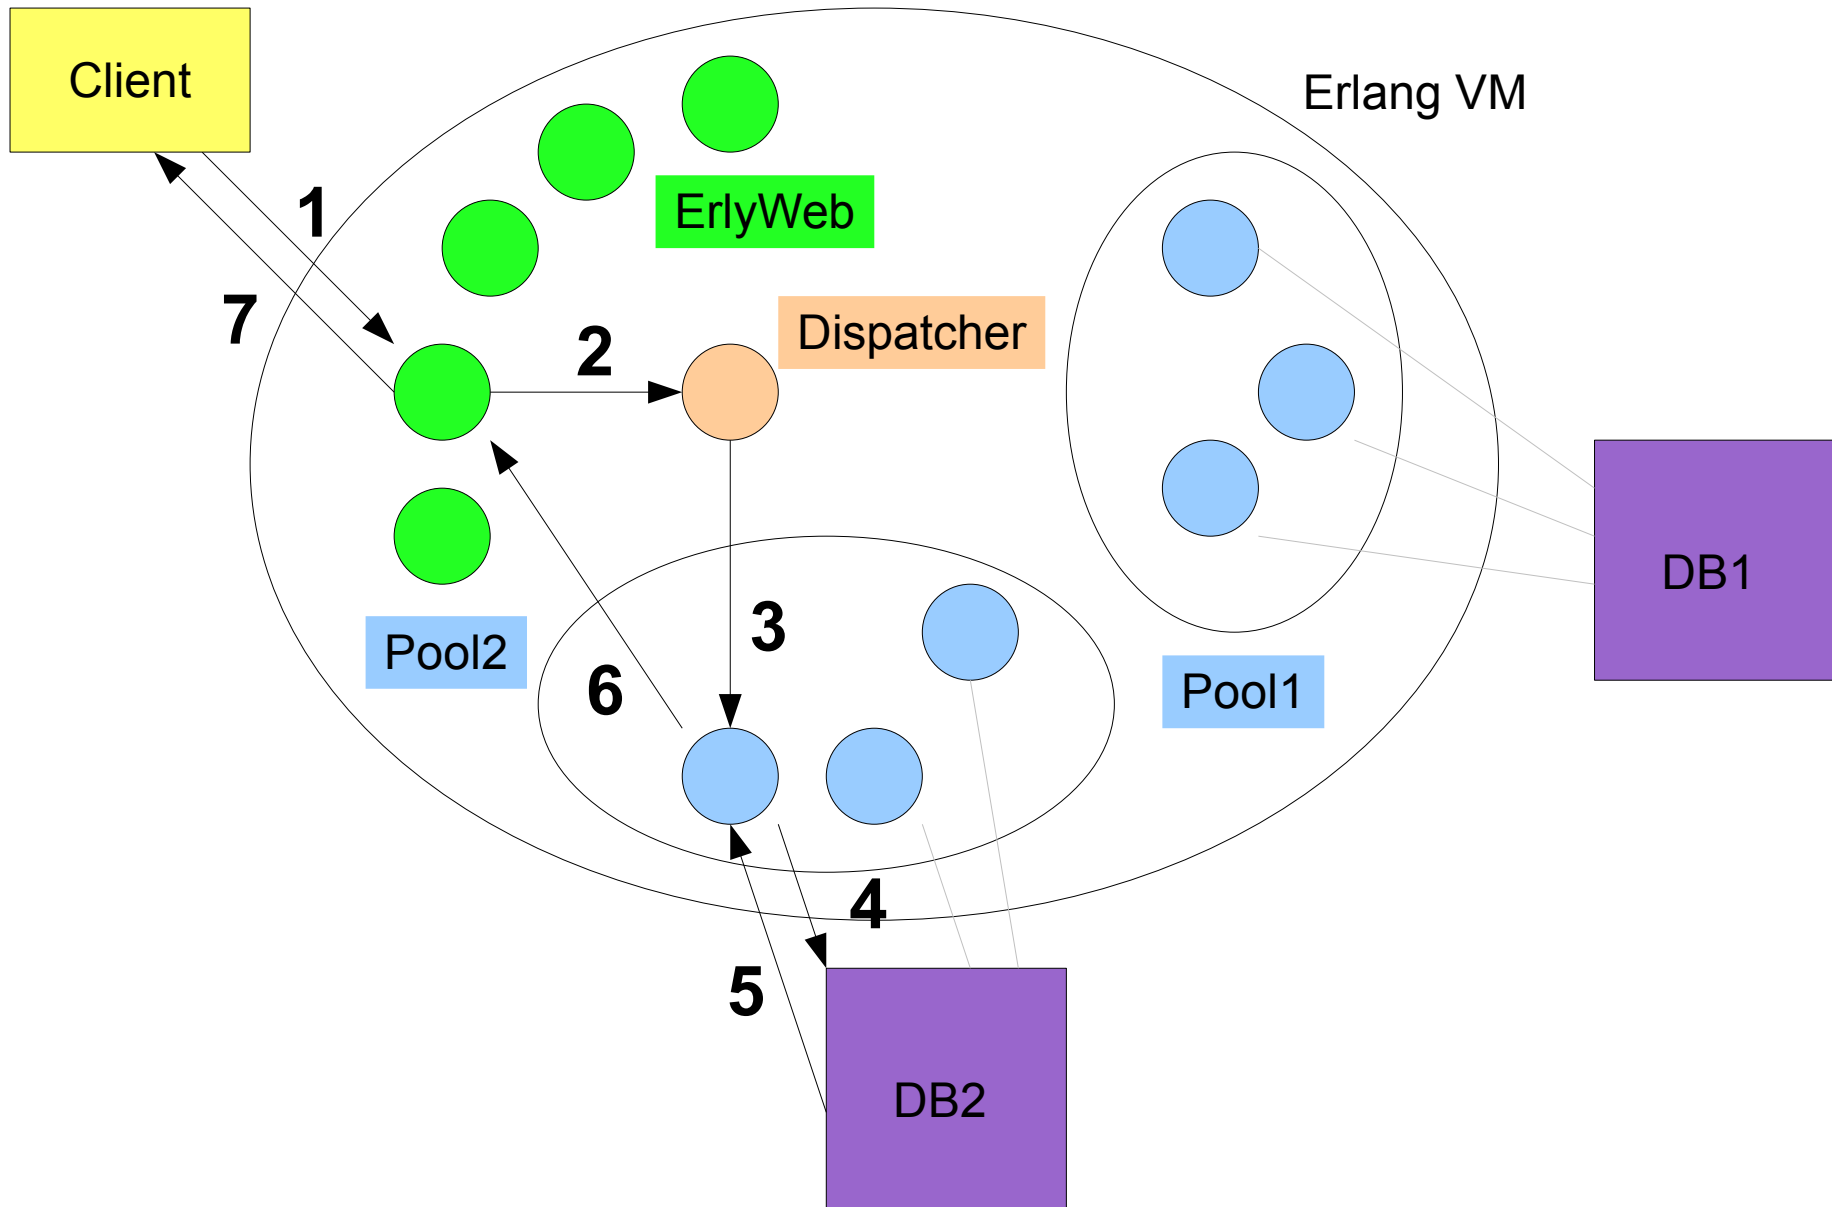 Client
Erlang VM
1
ErlyWeb
7
2
Dispatcher
3
Pool2
6
Pool1
DB1
4
5
DB2